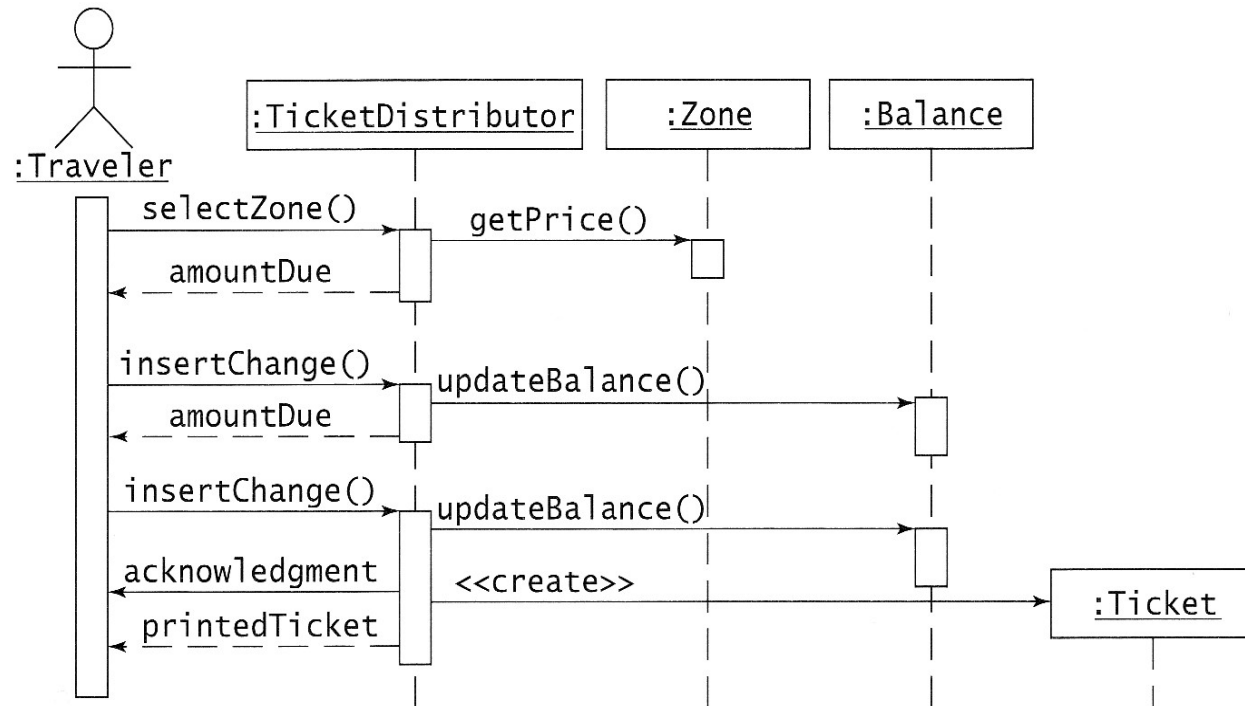 :TicketDistributor
:Zone
:Balance
:Traveler
selectZone()
getPrice()
amountDue
insertChange()
updateBalance()
amountDue
insertChange()
updateBalance()
acknowledgment
<<create>>
:Ticket
printedTicket